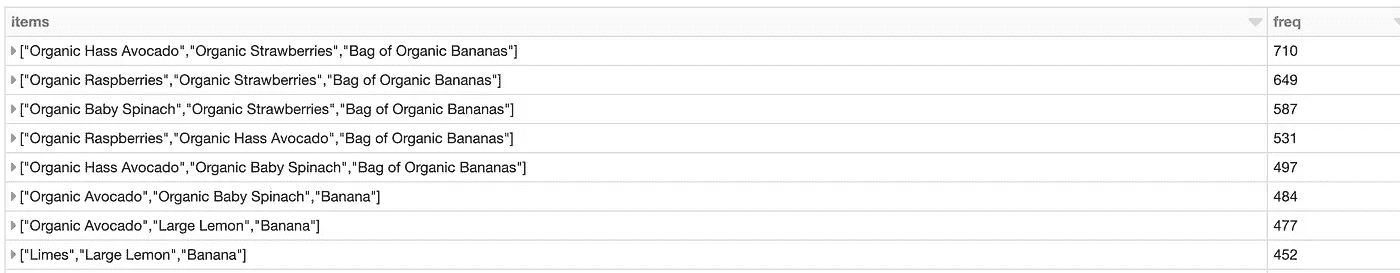 items freq
["Organic Hass Avocado","Organic Strawberries","Bag of Organic Bananas"] 710
["Organic Raspberries","Organic Strawberries","Bag of Organic Bananas"] 649
["Organic Baby Spinach","Organic Strawberries","Bag of Organic Bananas"] 587
["Organic Raspberries","Organic Hass Avocado","Bag of Organic Bananas"] 531
["Organic Hass Avocado","Organic Baby Spinach","Bag of Organic Bananas"] 497
["Organic Avocado","Organic Baby Spinach","Banana"] 484
["Organic Avocado","Large Lemon","Banana"] 477
["Limes","Large Lemon","Banana"] 452